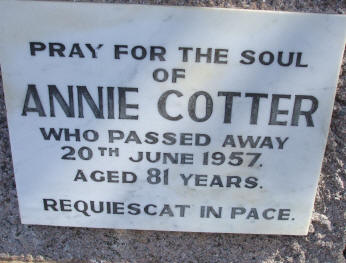 PRAY FOR THE SOUL
OF
ANNIE COTTER
WHO PASSED AWAY
20TH JUNE 1957.
AGED 81 YEARS.
REQUIESCAT IN PACE.